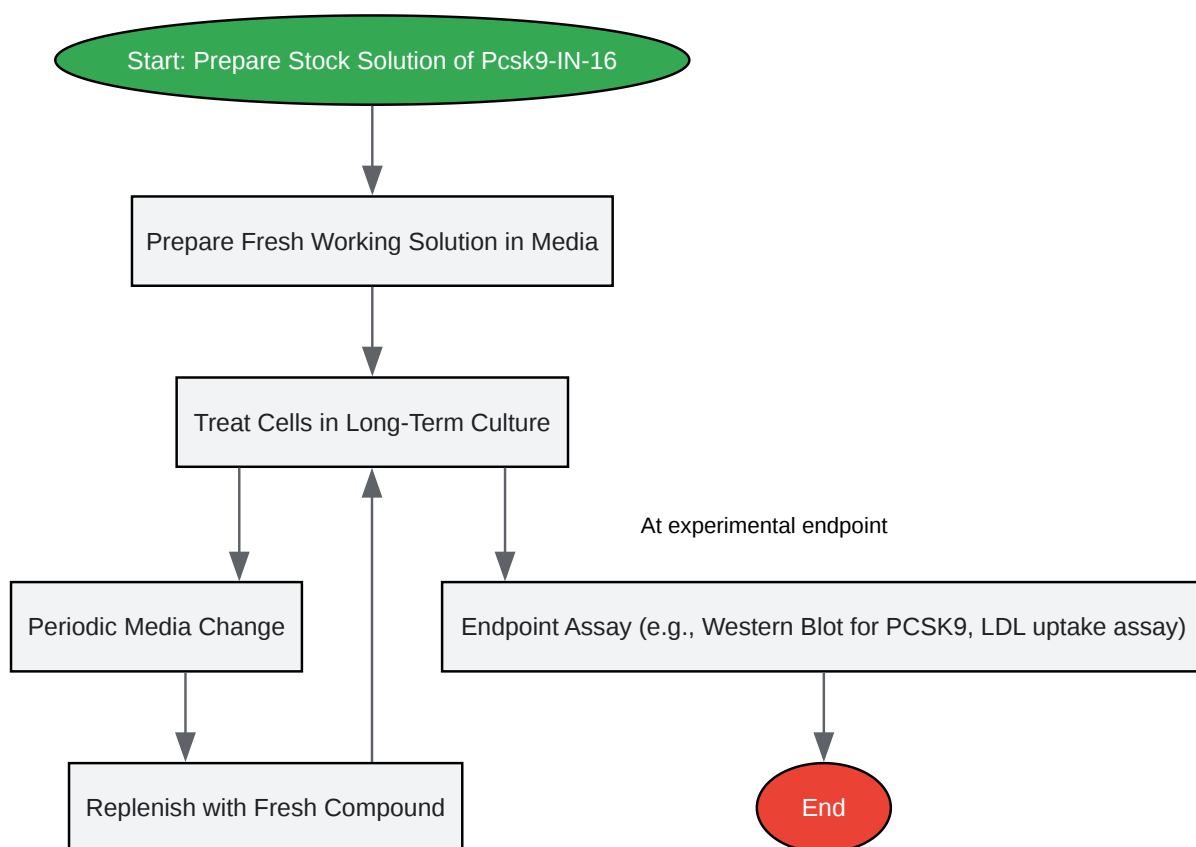 Start: Prepare Stock Solution of Pcsk9-IN-16
Prepare Fresh Working Solution in Media
Treat Cells in Long-Term Culture
At experimental endpoint
Periodic Media Change
Endpoint Assay (e.g., Western Blot for PCSK9, LDL uptake assay)
Replenish with Fresh Compound
End